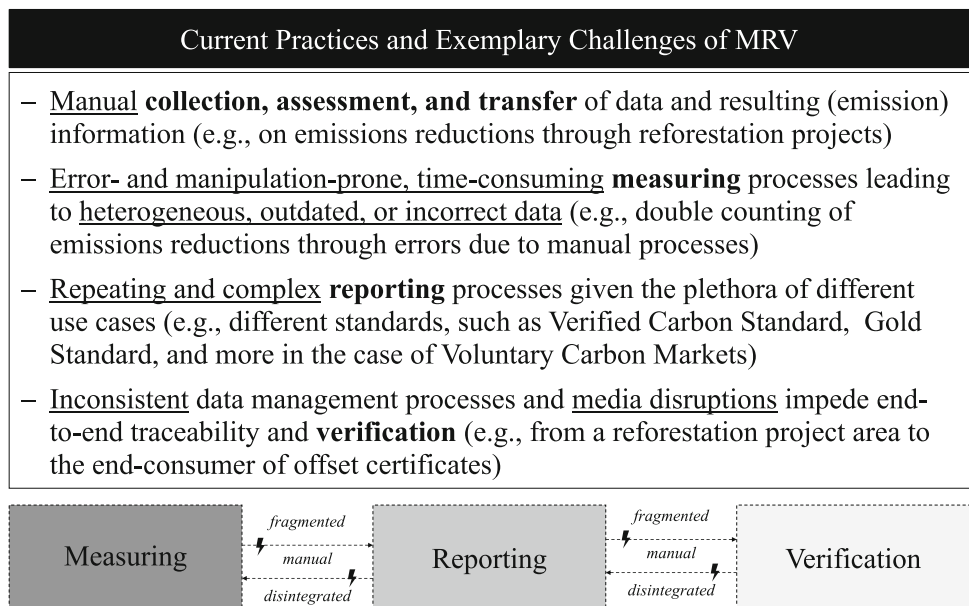 Current Practices and Exemplary Challenges of MRV
– Manual collection, assessment, and transfer of data and resulting (emission)
information (e.g., on emissions reductions through reforestation projects)
– Error- and manipulation-prone, time-consuming measuring processes leading
to heterogeneous, outdated, or incorrect data (e.g., double counting of
emissions reductions through errors due to manual processes)
– Repeating and complex reporting processes given the plethora of different
use cases (e.g., different standards, such as Verified Carbon Standard, Gold
Standard, and more in the case of Voluntary Carbon Markets)
– Inconsistent data management processes and media disruptions impede end-
to-end traceability and verification (e.g., from a reforestation project area to
the end-consumer of offset certificates)
Measuring
fragmented
manual
disintegrated
Reporting
fragmented
manual
disintegrated
Verification